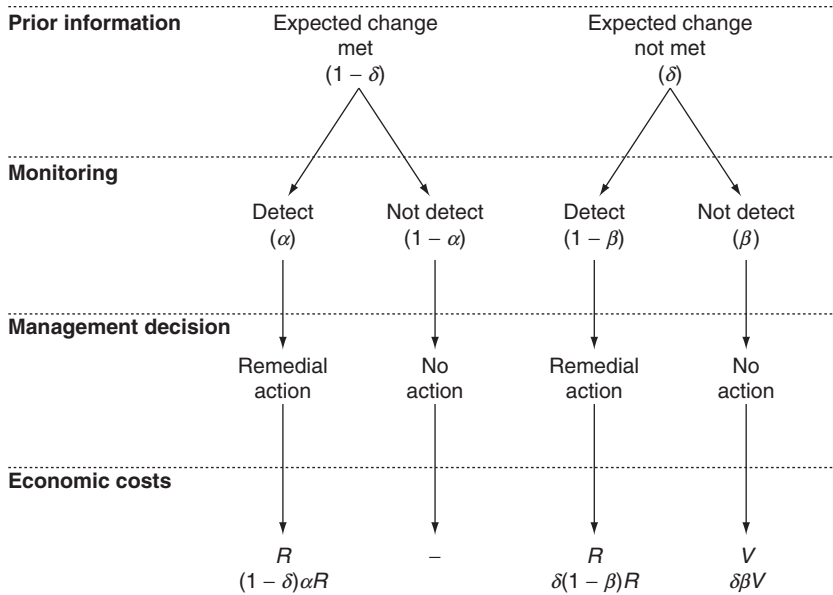 Prior information
Expected change
met
(1 – δ)
Expected change
not met
(δ)
Monitoring
Detect
(α)
Not detect
(1 – α)
Detect
(1 – β)
Not detect
(β)
Management decision
Remedial
action
No
action
Remedial
action
No
action
Economic costs
R
(1 – δ)αR
–
R
δ(1 – β)R
V
δβV